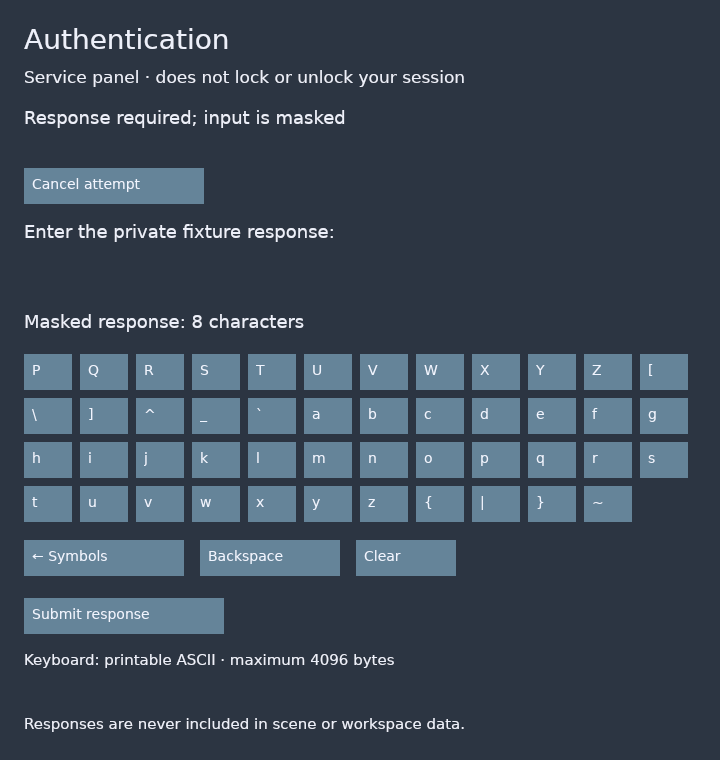 Authentication
Service panel · does not lock or unlock your session
Response required; input is masked
Cancel attempt
Enter the private fixture response:
Masked response: 8 characters
P Q R S T U V W X Y Z [
\ ] ^ _ ` a b c d e f g
h i j k l m n o p q r s
t u v w x y z { | } ~
← Symbols Backspace Clear
Submit response
Keyboard: printable ASCII · maximum 4096 bytes
Responses are never included in scene or workspace data.